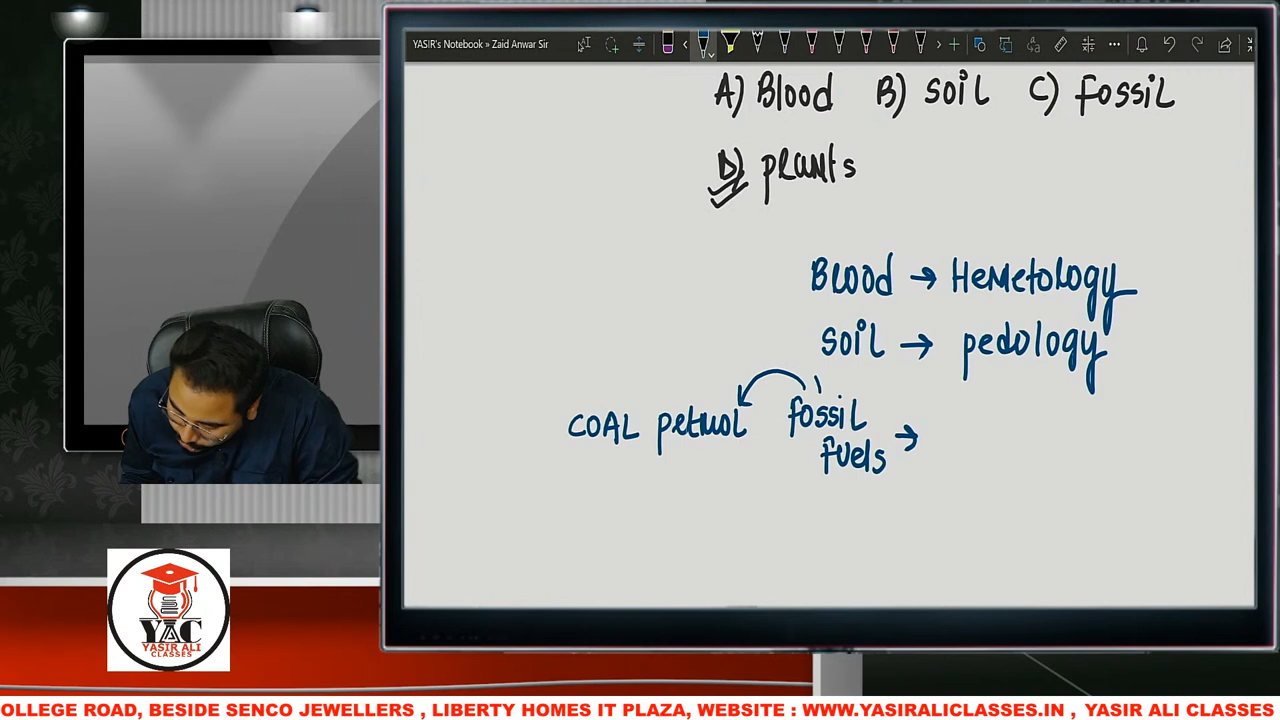 YASIR's Notebook » Zaid Anwar Sir
A) Blood B) soil C) fossil
D) plants
Blood → Hemetology
soil → pedology
COAL petrol fossil
fuels →
YAC
YASIR ALI
CLASSES
OLLEGE ROAD, BESIDE SENCO JEWELLERS , LIBERTY HOMES IT PLAZA, WEBSITE : WWW.YASIRALICLASSES.IN , YASIR ALI CLASSES